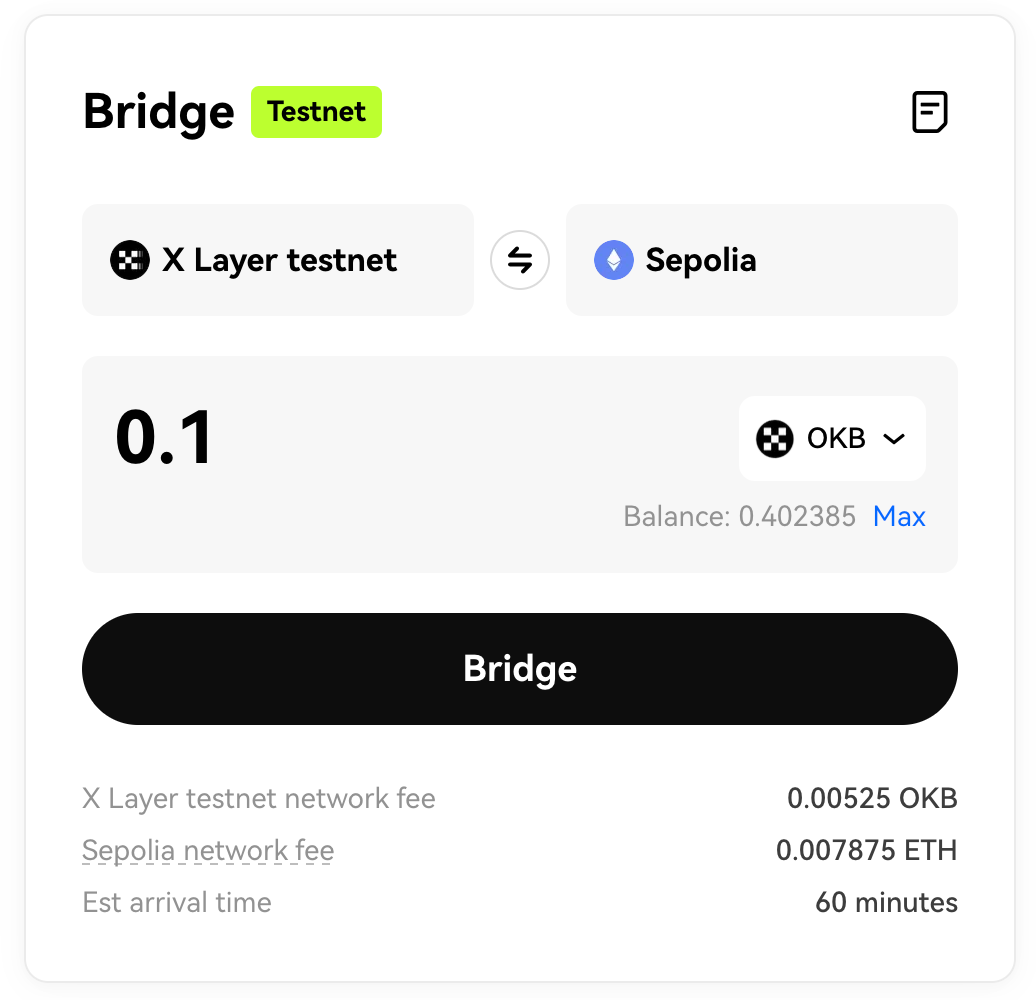 Bridge Testnet
X Layer testnet Sepolia
0.1 OKB
Balance: 0.402385 Max
Bridge
X Layer testnet network fee 0.00525 OKB
Sepolia network fee 0.007875 ETH
Est arrival time 60 minutes